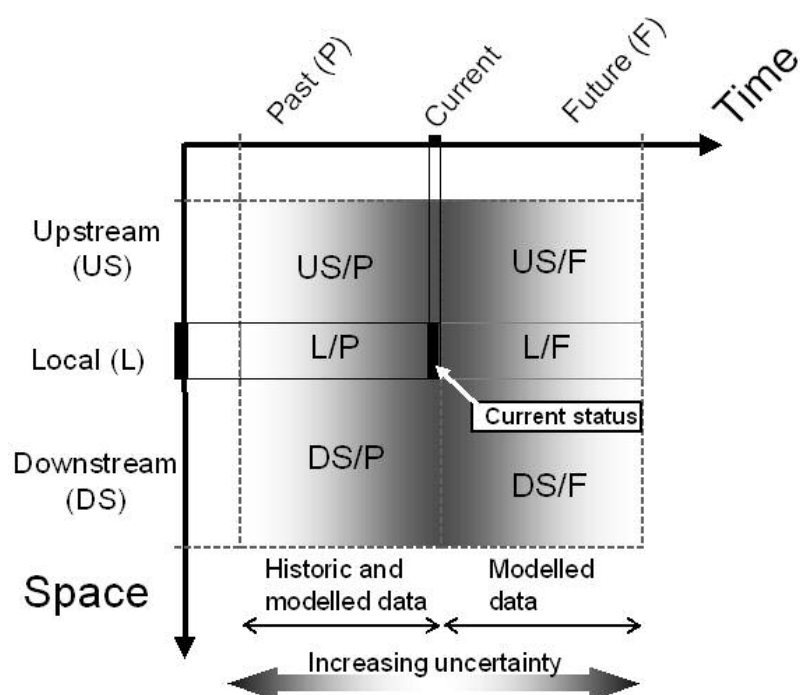 Past (P)
Current
Future (F)
Time
Upstream
(US)
US/P
US/F
Local (L)
L/P
L/F
Current status
Downstream
(DS)
DS/P
DS/F
Space
Historic and
modelled data
Modelled
data
Increasing uncertainty